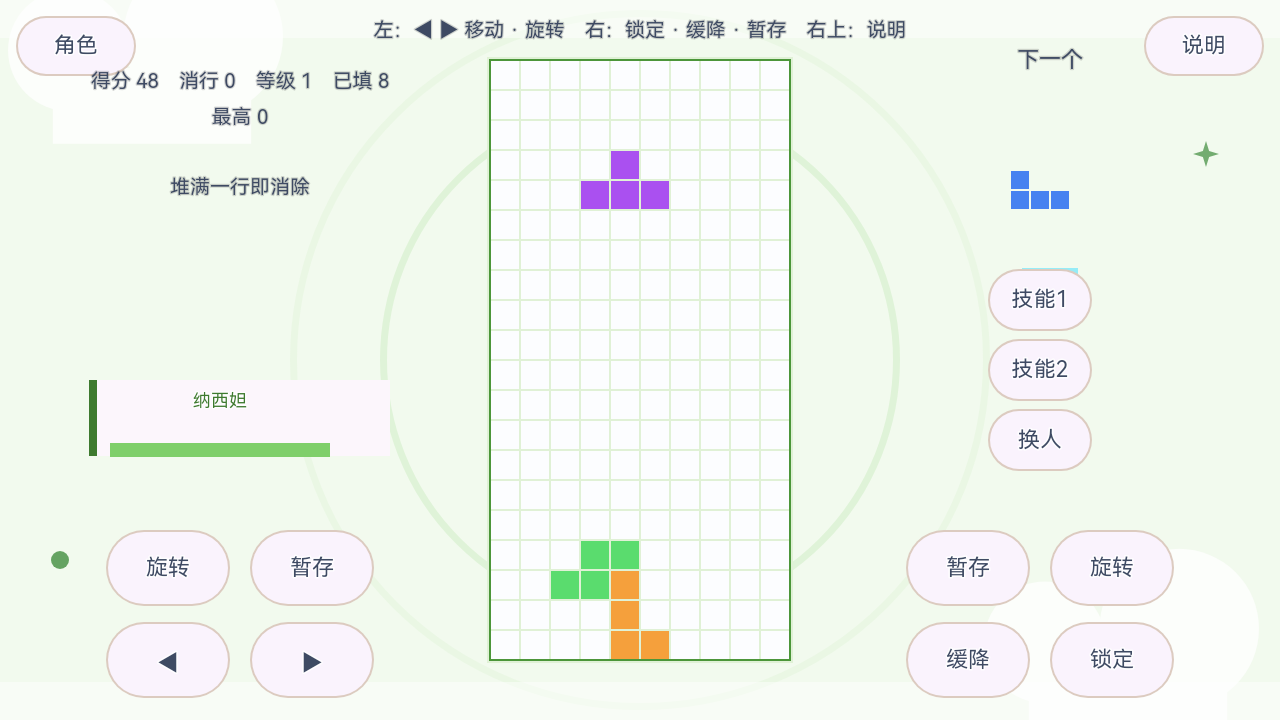 左: ◀ ▶ 移动 · 旋转 右: 锁定 · 缓降 · 暂存 右上: 说明
角色
说明
下一个
得分 48 消行 0 等级 1 已填 8
最高 0
堆满一行即消除
技能1
技能2
换人
纳西妲
旋转
暂存
暂存
旋转
◀
▶
缓降
锁定